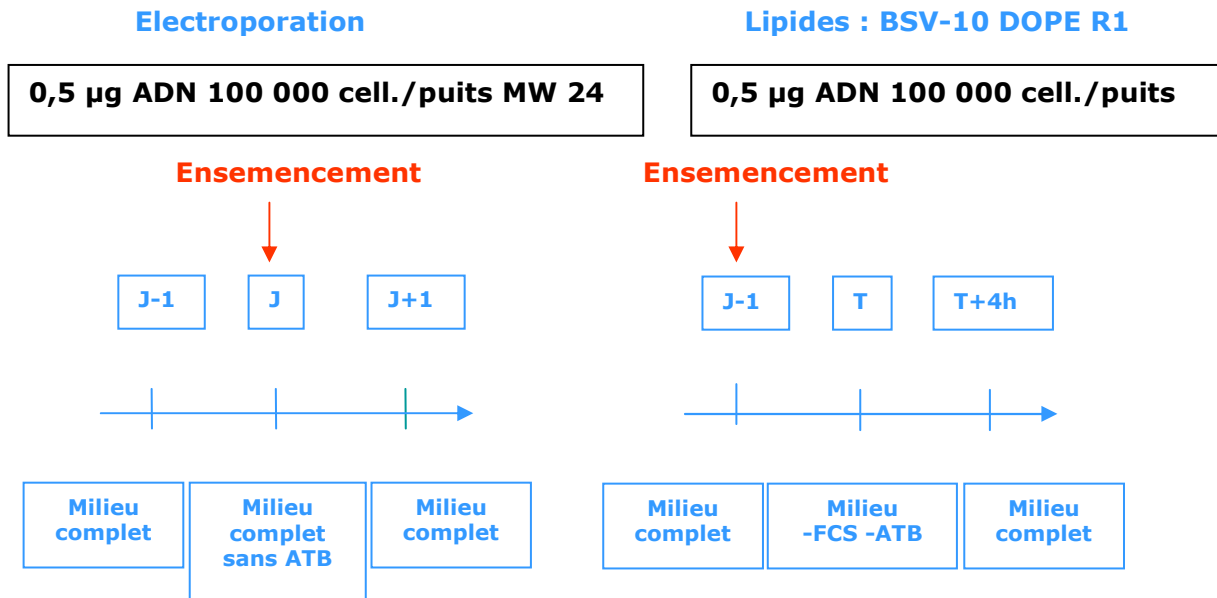 Electroporation
0,5 µg ADN 100 000 cell./puits MW 24
Ensemencement
J-1
J
J+1
Milieu
complet
Milieu
complet
sans ATB
Milieu
complet
Lipides : BSV-10 DOPE R1
0,5 µg ADN 100 000 cell./puits
Ensemencement
J-1
T
T+4h
Milieu
complet
Milieu
-FCS -ATB
Milieu
complet